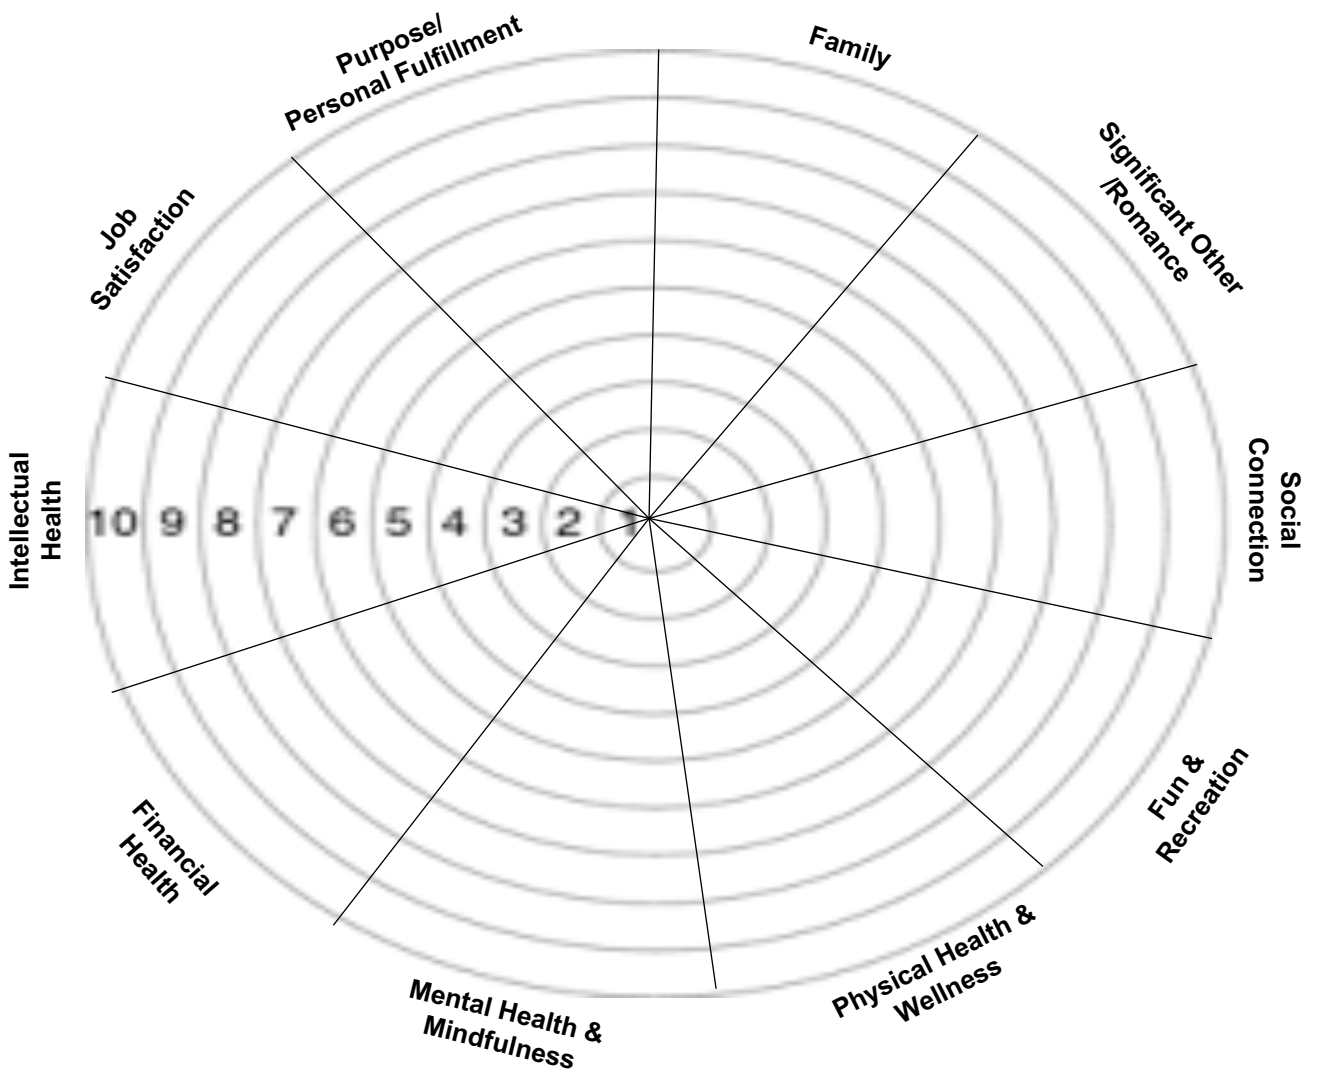 Purpose/
Personal Fulfillment
Family
Significant Other
/Romance
Job
Satisfaction
Intellectual
Health
10 9 8 7 6 5 4 3 2 1
Social
Connection
Fun &
Recreation
Financial
Health
Physical Health &
Wellness
Mental Health &
Mindfulness